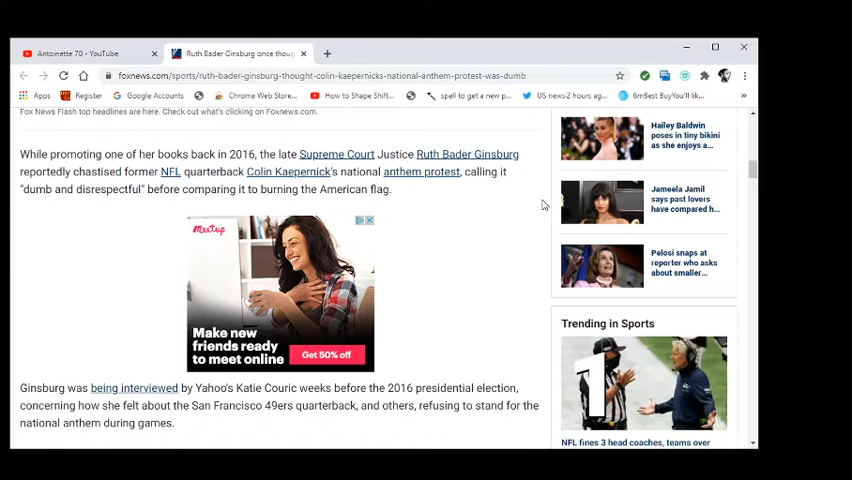 Antoinette 70 - YouTube
Ruth Bader Ginsburg once thoug
foxnews.com/sports/ruth-bader-ginsburg-thought-colin-kaepernicks-national-anthem-protest-was-dumb
Apps
Register
Google Accounts
Chrome Web Store...
How to Shape Shift...
spell to get a new p...
US news-2 hours ag...
6mBest BuyYou'll lik...
Fox News Flash top headlines are here. Check out what's clicking on Foxnews.com.
While promoting one of her books back in 2016, the late Supreme Court Justice Ruth Bader Ginsburg
reportedly chastised former NFL quarterback Colin Kaepernick's national anthem protest, calling it
"dumb and disrespectful" before comparing it to burning the American flag.
meetup
Make new
friends ready
to meet online
Get 50% off
Ginsburg was being interviewed by Yahoo's Katie Couric weeks before the 2016 presidential election,
concerning how she felt about the San Francisco 49ers quarterback, and others, refusing to stand for the
national anthem during games.
Hailey Baldwin
poses in tiny bikini
as she enjoys a...
Jameela Jamil
says past lovers
have compared h...
Pelosi snaps at
reporter who asks
about smaller...
Trending in Sports
1
NFL fines 3 head coaches, teams over